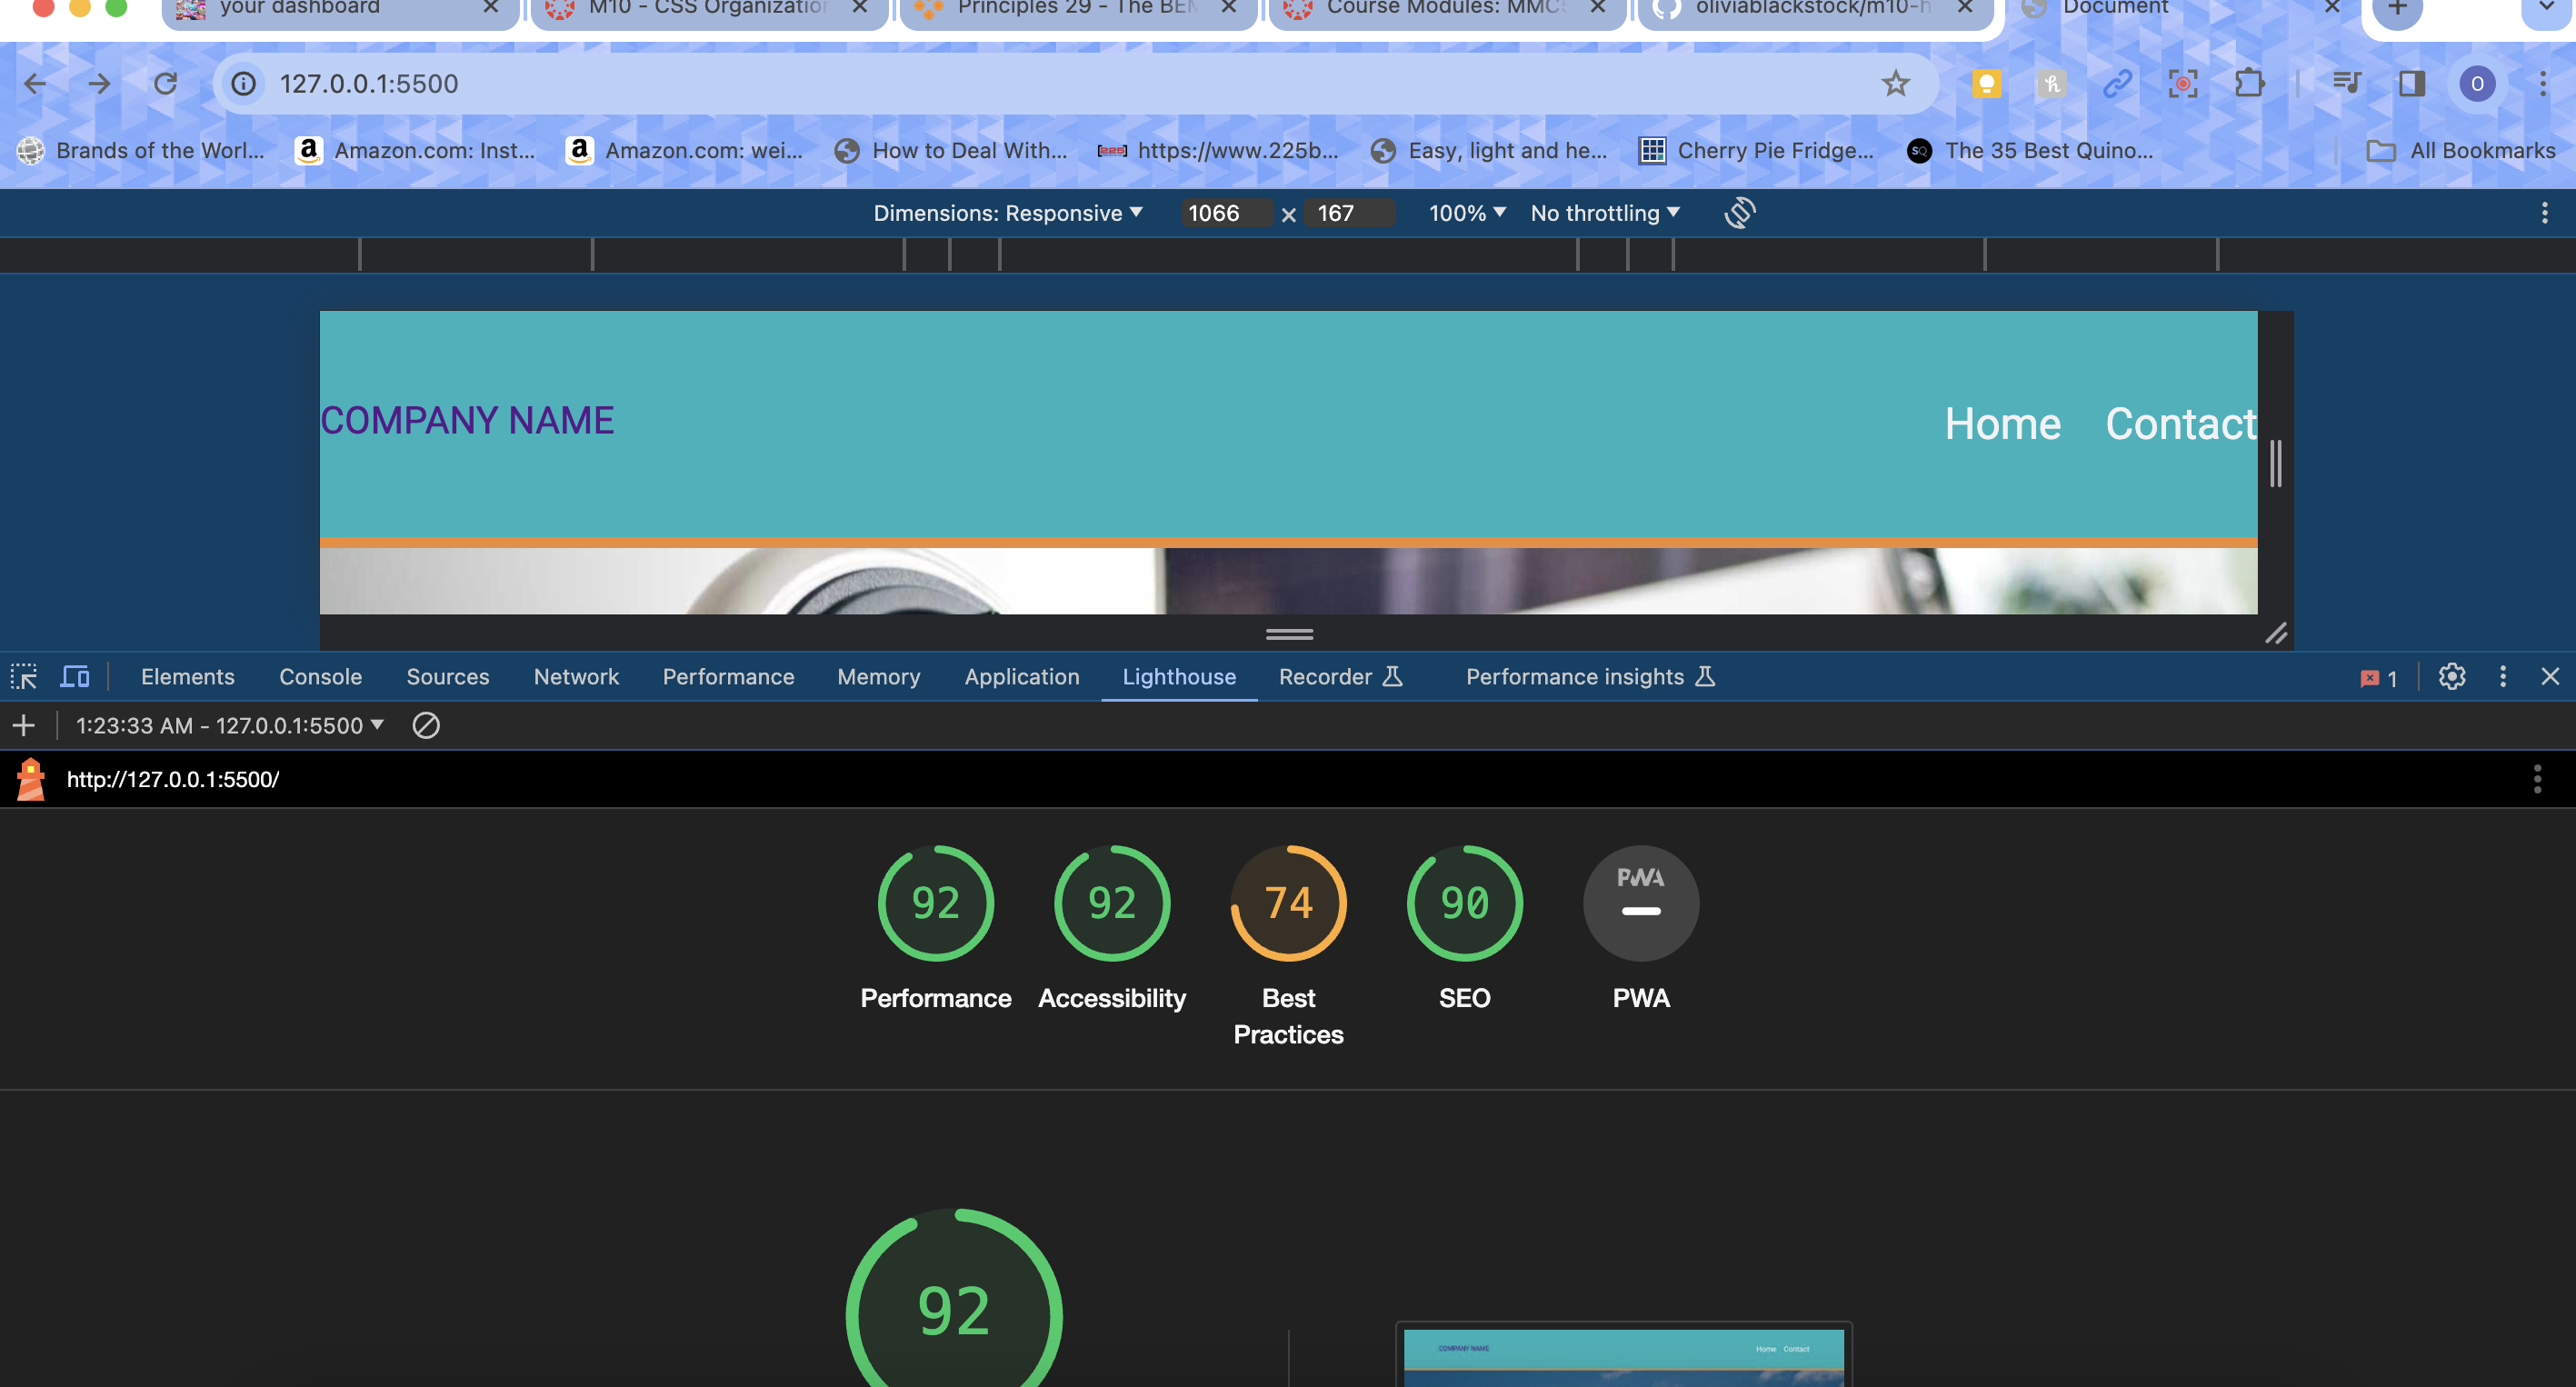 your dashboard
M10 - CSS Organization
Principles 29 - The BEM
Course Modules: MMC5
oliviablackstock/m10-h
Document
127.0.0.1:5500
O
Brands of the Worl...
a
Amazon.com: Inst...
a
Amazon.com: wei...
How to Deal With...
225
https://www.225b...
Easy, light and he...
Cherry Pie Fridge...
SQ
The 35 Best Quino...
All Bookmarks
Dimensions: Responsive
1066 × 167
100%
No throttling
COMPANY NAME
Home
Contact
Elements
Console
Sources
Network
Performance
Memory
Application
Lighthouse
Recorder
Performance insights
1
1:23:33 AM - 127.0.0.1:5500
http://127.0.0.1:5500/
92
92
74
90
PWA
Performance
Accessibility
Best
Practices
SEO
PWA
92
COMPANY NAME
Home
Contact